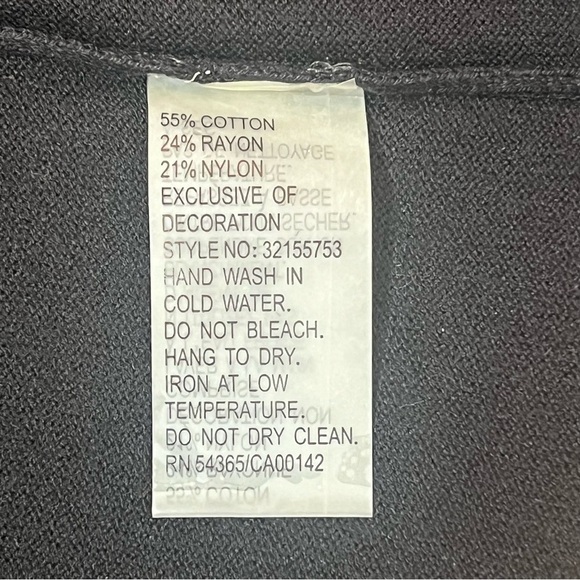 55% COTTON
24% RAYON
21% NYLON
EXCLUSIVE OF
DECORATION
STYLE NO: 32155753
HAND WASH IN
COLD WATER.
DO NOT BLEACH.
HANG TO DRY.
IRON AT LOW
TEMPERATURE.
DO NOT DRY CLEAN.
RN 54365/CA00142